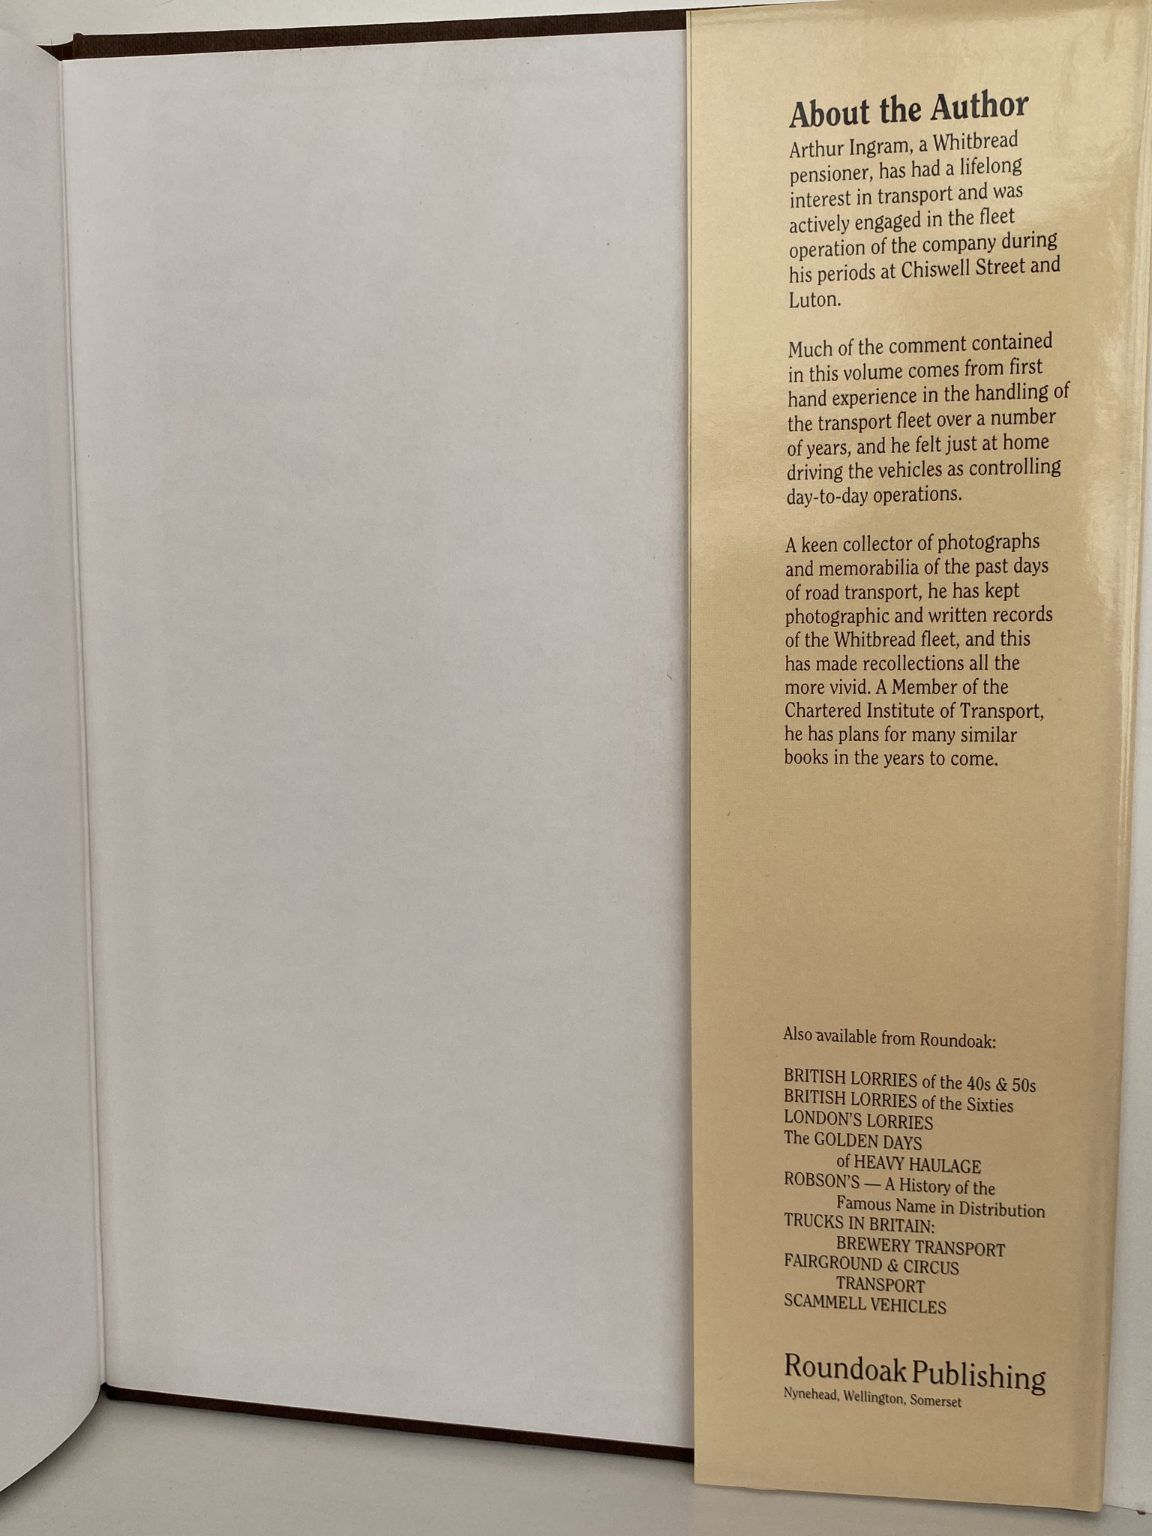 About the Author
Arthur Ingram, a Whitbread
pensioner, has had a lifelong
interest in transport and was
actively engaged in the fleet
operation of the company during
his periods at Chiswell Street and
Luton.
Much of the comment contained
in this volume comes from first
hand experience in the handling of
the transport fleet over a number
of years, and he felt just at home
driving the vehicles as controlling
day-to-day operations.
A keen collector of photographs
and memorabilia of the past days
of road transport, he has kept
photographic and written records
of the Whitbread fleet, and this
has made recollections all the
more vivid. A Member of the
Chartered Institute of Transport,
he has plans for many similar
books in the years to come.
Also available from Roundoak:
BRITISH LORRIES of the 40s & 50s
BRITISH LORRIES of the Sixties
LONDON'S LORRIES
The GOLDEN DAYS
of HEAVY HAULAGE
ROBSON'S — A History of the
Famous Name in Distribution
TRUCKS IN BRITAIN:
BREWERY TRANSPORT
FAIRGROUND & CIRCUS
TRANSPORT
SCAMMELL VEHICLES
Roundoak Publishing
Nynehead, Wellington, Somerset